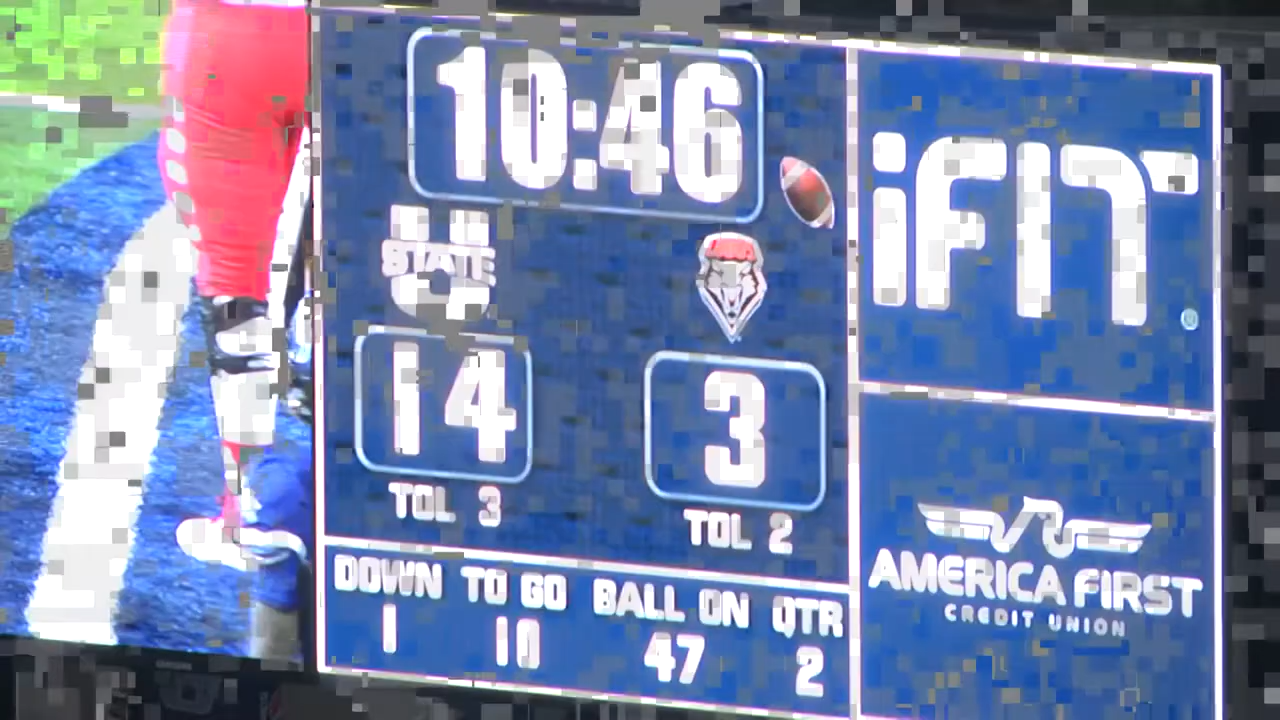 10:46
U STATE
14 3
TOL 3 TOL 2
DOWN TO GO BALL ON QTR
1 10 47 2
iFIT
AMERICA FIRST
CREDIT UNION